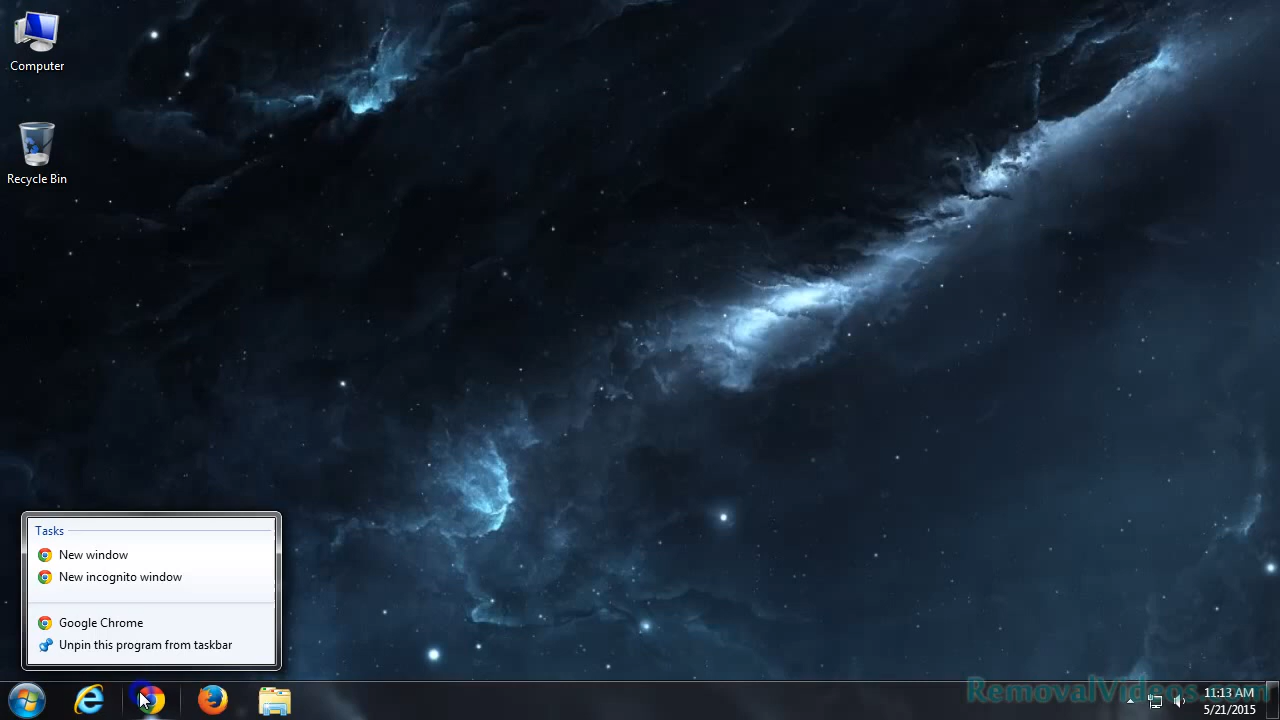 Computer
Recycle Bin
Tasks
New window
New incognito window
Google Chrome
Unpin this program from taskbar
RemovalVideos.com
11:13 AM
5/21/2015